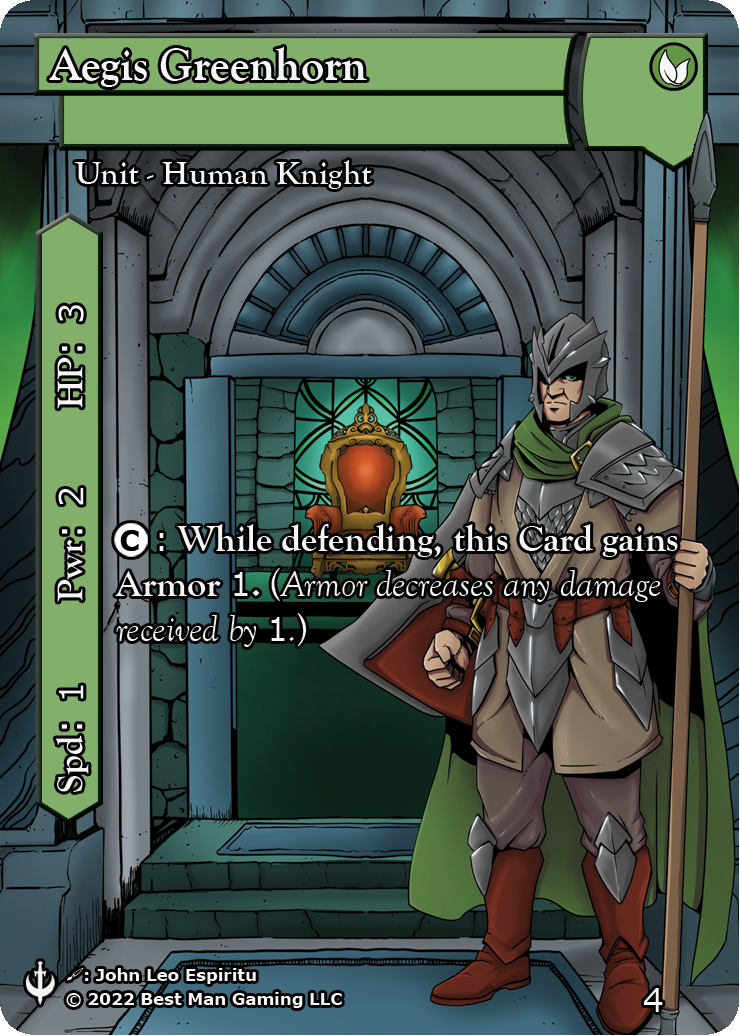 Aegis Greenhorn
Unit - Human Knight
HP: 3
Pwr: 2
Spd: 1
C : While defending, this Card gains
Armor 1. (Armor decreases any damage
received by 1.)
: John Leo Espiritu
© 2022 Best Man Gaming LLC
4